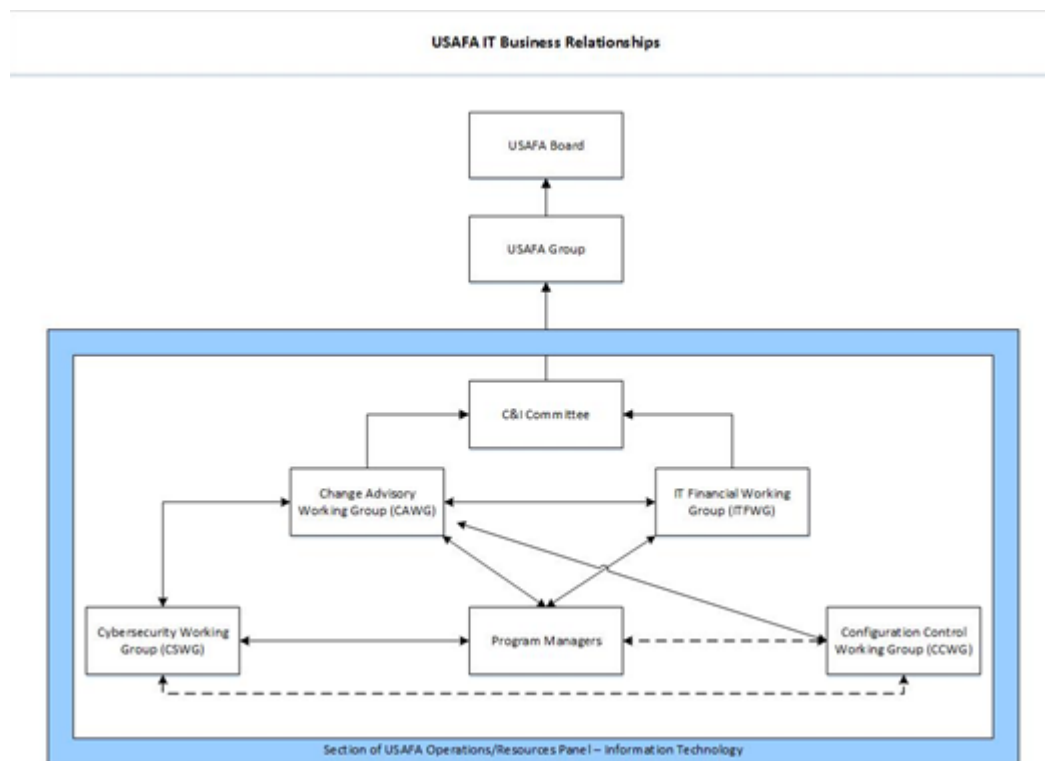 USAFA IT Business Relationships
USAFA Board
USAFA Group
C&I Committee
Change Advisory
Working Group (CAWG)
IT Financial Working
Group (ITFWG)
Cybersecurity Working
Group (CSWG)
Program Managers
Configuration Control
Working Group (CCWG)
Section of USAFA Operations/Resources Panel – Information Technology